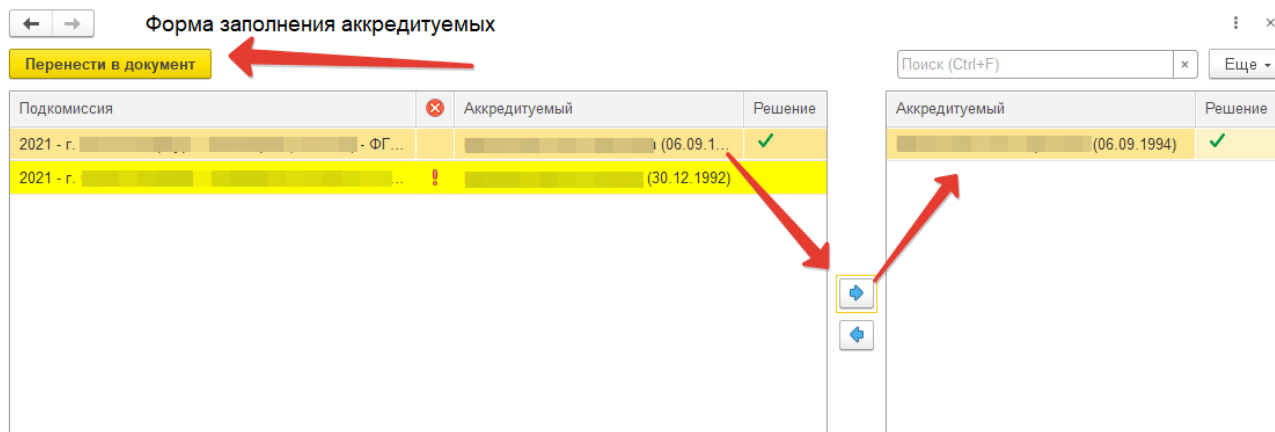 Форма заполнения аккредитуемых
Перенести в документ
Поиск (Ctrl+F)
Еще
Подкомиссия Аккредитуемый Решение
2021 - г. - ФГ... (06.09.1...
2021 - г. ... (30.12.1992)
Аккредитуемый Решение
(06.09.1994)